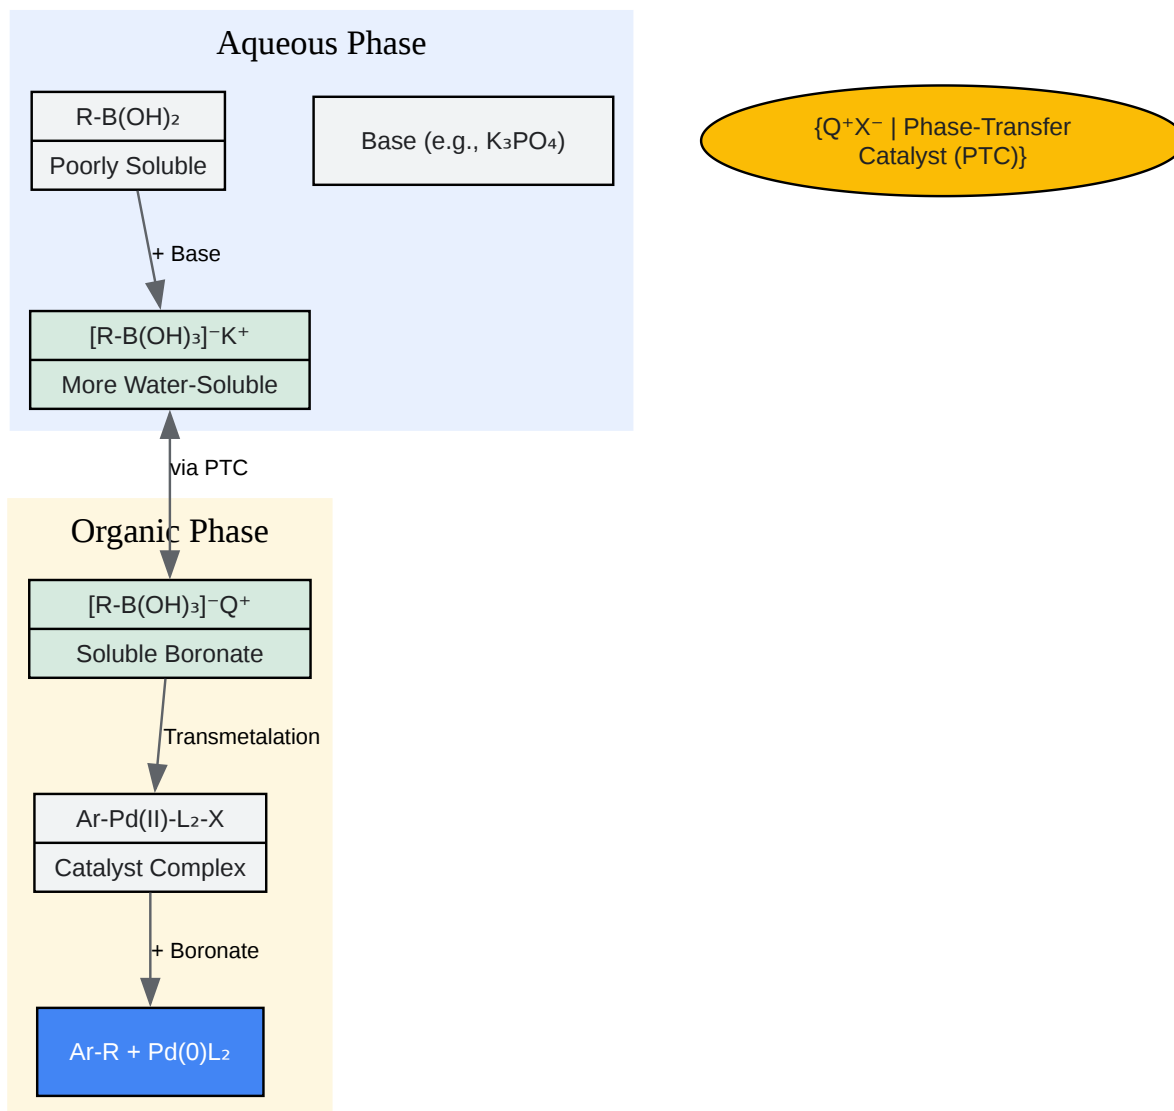 Aqueous Phase
R-B(OH)₂
Poorly Soluble
Base (e.g., K₃PO₄)
{Q⁺X⁻ | Phase-Transfer
Catalyst (PTC)}
+ Base
[R-B(OH)₃]⁻K⁺
More Water-Soluble
via PTC
Organic Phase
[R-B(OH)₃]⁻Q⁺
Soluble Boronate
Transmetalation
Ar-Pd(II)-L₂-X
Catalyst Complex
+ Boronate
Ar-R + Pd(0)L₂